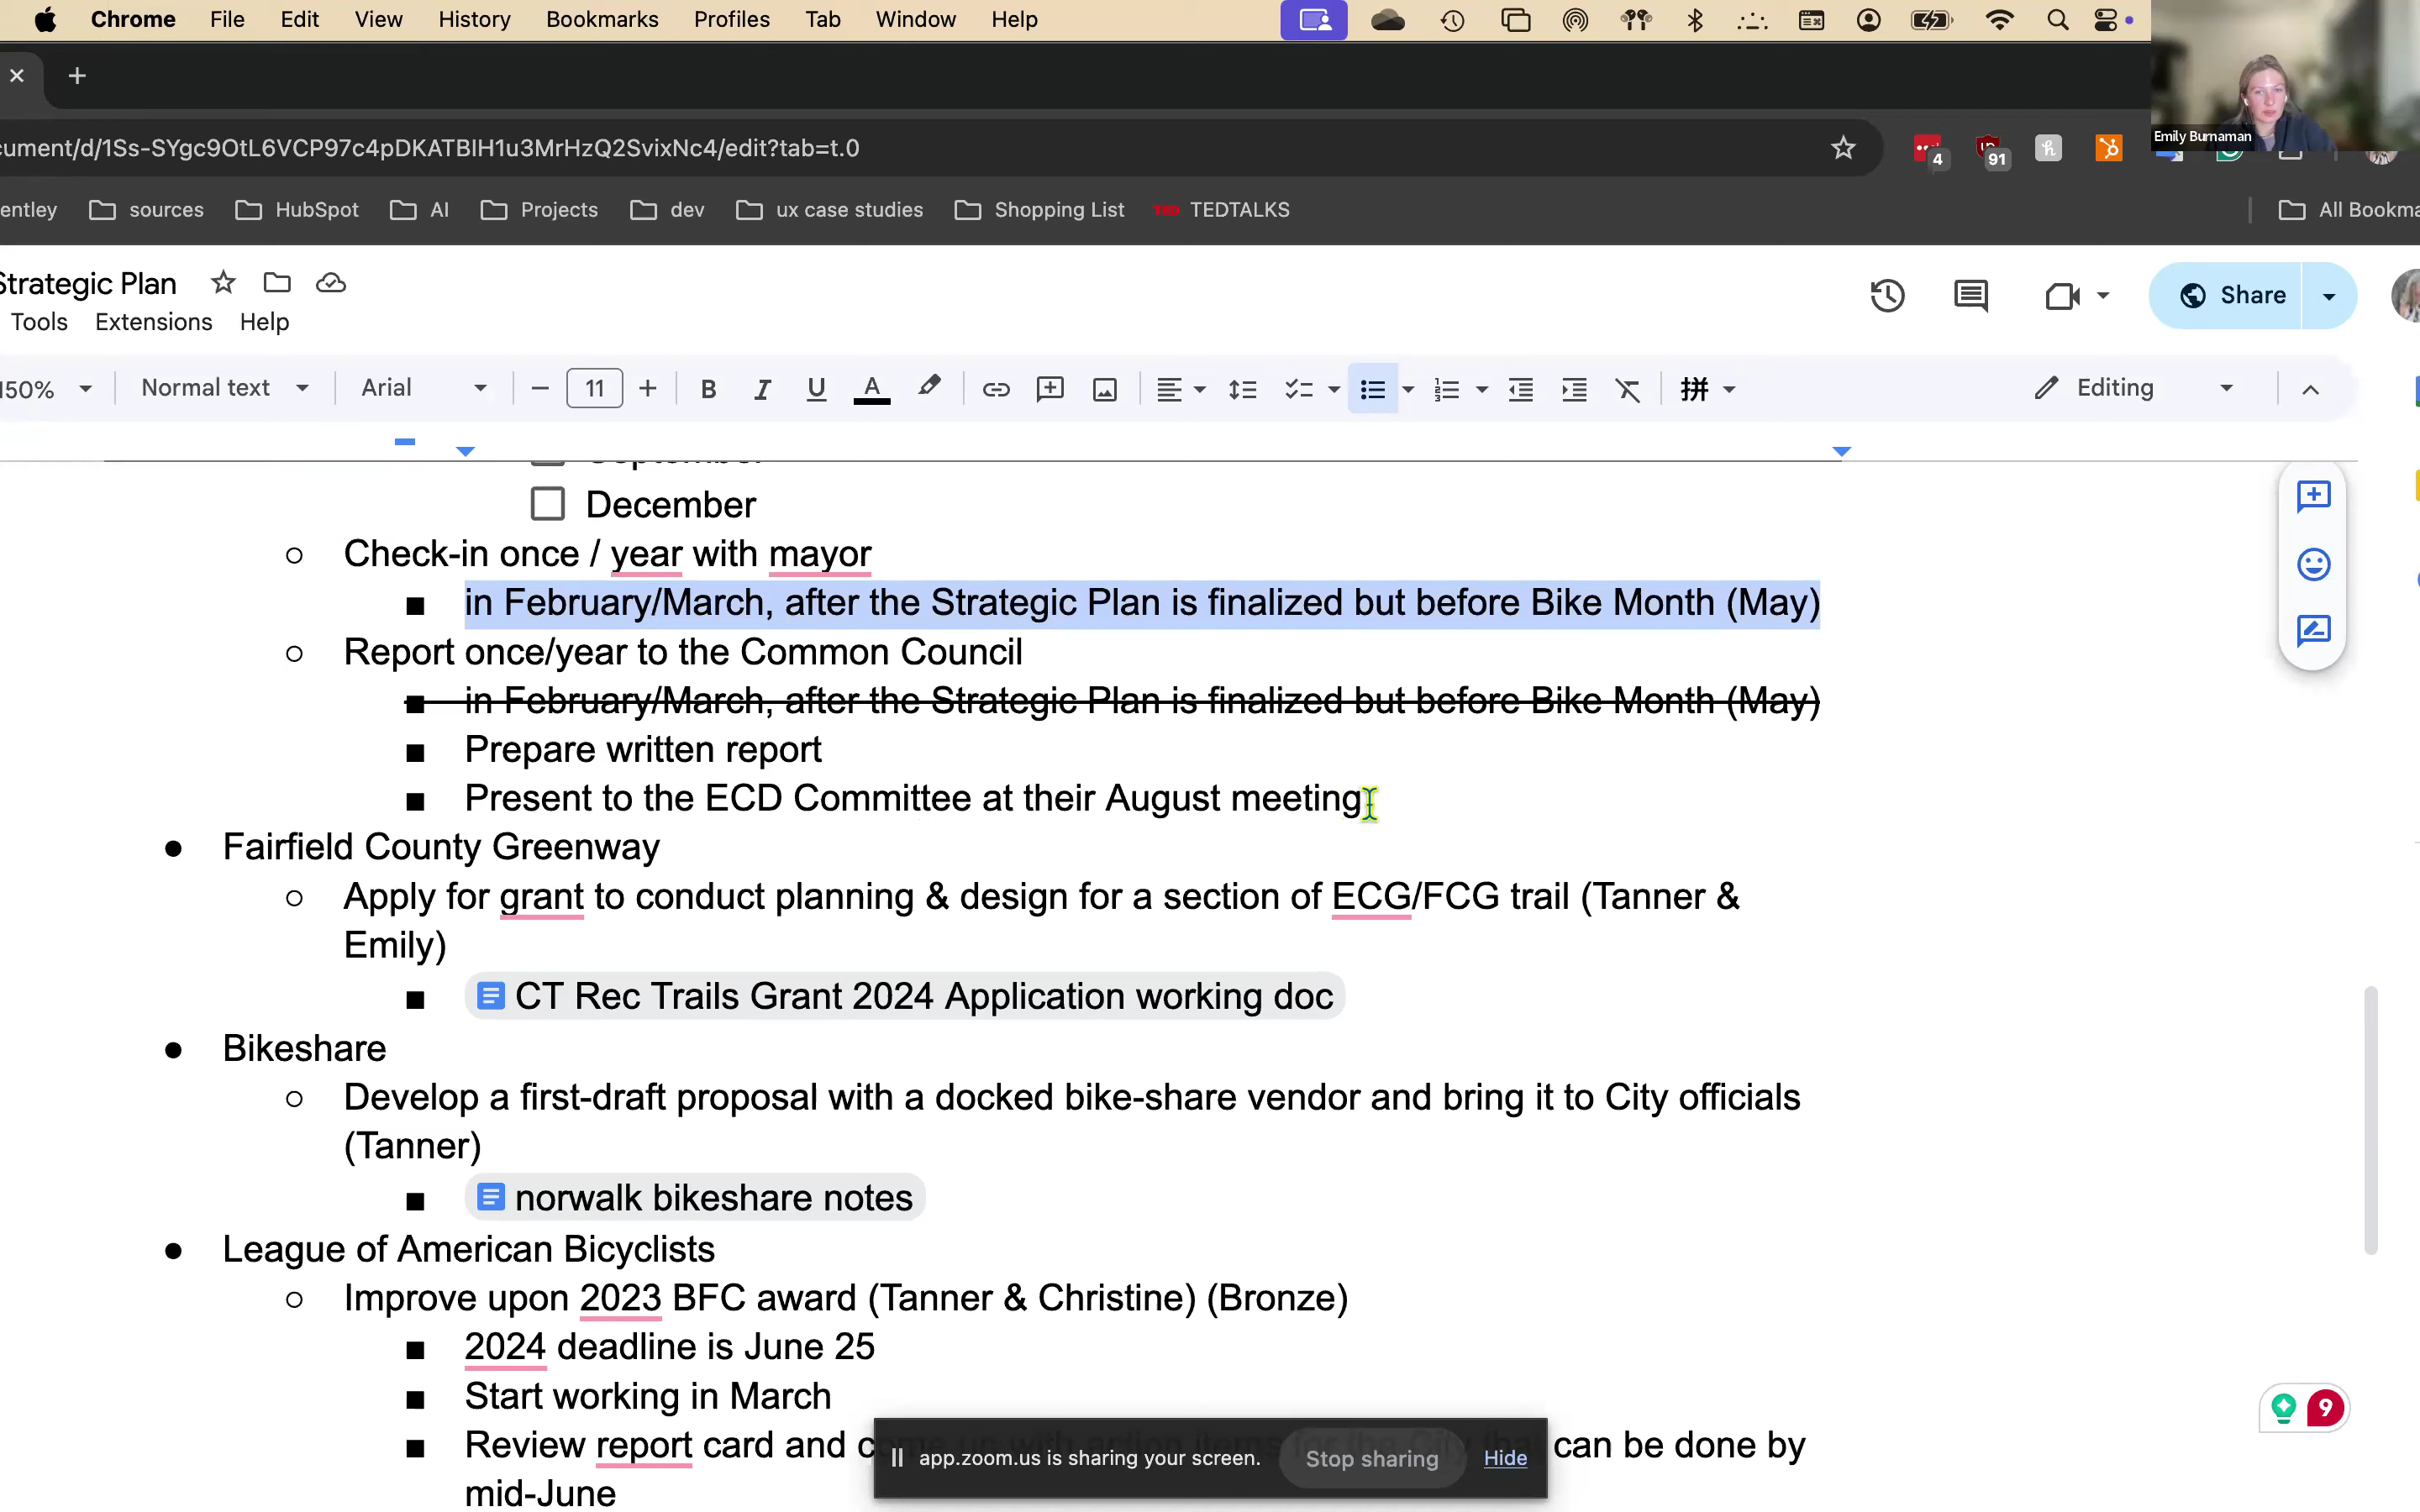 Chrome File Edit View History Bookmarks Profiles Tab Window Help
Emily Burnaman
cument/d/1Ss-SYgc9OtL6VCP97c4pDKATBIH1u3MrHzQ2SvixNc4/edit?tab=t.0
4 91
entley sources HubSpot AI Projects dev ux case studies Shopping List TED TEDTALKS All Bookma
Strategic Plan
Tools Extensions Help
Share
150% Normal text Arial 11 B I U A 拼 Editing
December
Check-in once / year with mayor
in February/March, after the Strategic Plan is finalized but before Bike Month (May)
Report once/year to the Common Council
in February/March, after the Strategic Plan is finalized but before Bike Month (May)
Prepare written report
Present to the ECD Committee at their August meeting
Fairfield County Greenway
Apply for grant to conduct planning & design for a section of ECG/FCG trail (Tanner &
Emily)
CT Rec Trails Grant 2024 Application working doc
Bikeshare
Develop a first-draft proposal with a docked bike-share vendor and bring it to City officials
(Tanner)
norwalk bikeshare notes
League of American Bicyclists
Improve upon 2023 BFC award (Tanner & Christine) (Bronze)
2024 deadline is June 25
Start working in March
Review report card and can be done by
mid-June
app.zoom.us is sharing your screen. Stop sharing Hide
9